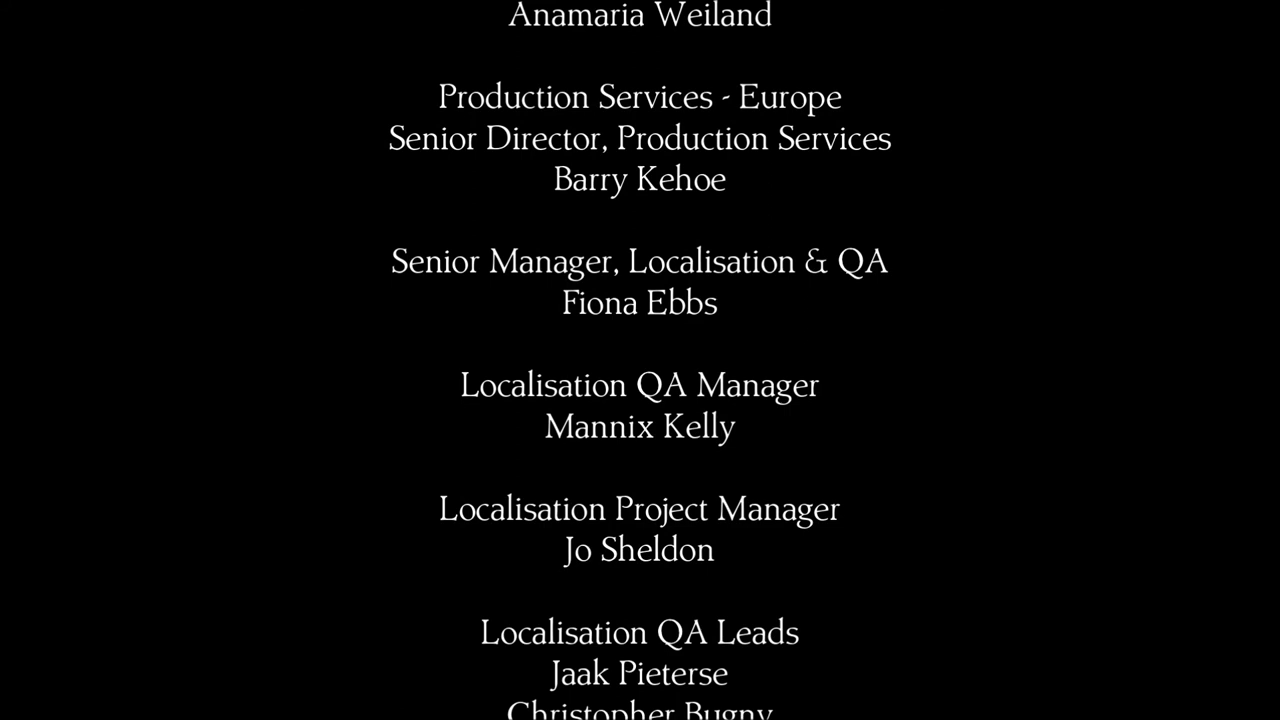 Anamaria Weiland
Production Services - Europe
Senior Director, Production Services
Barry Kehoe
Senior Manager, Localisation & QA
Fiona Ebbs
Localisation QA Manager
Mannix Kelly
Localisation Project Manager
Jo Sheldon
Localisation QA Leads
Jaak Pieterse
Christopher Bugny